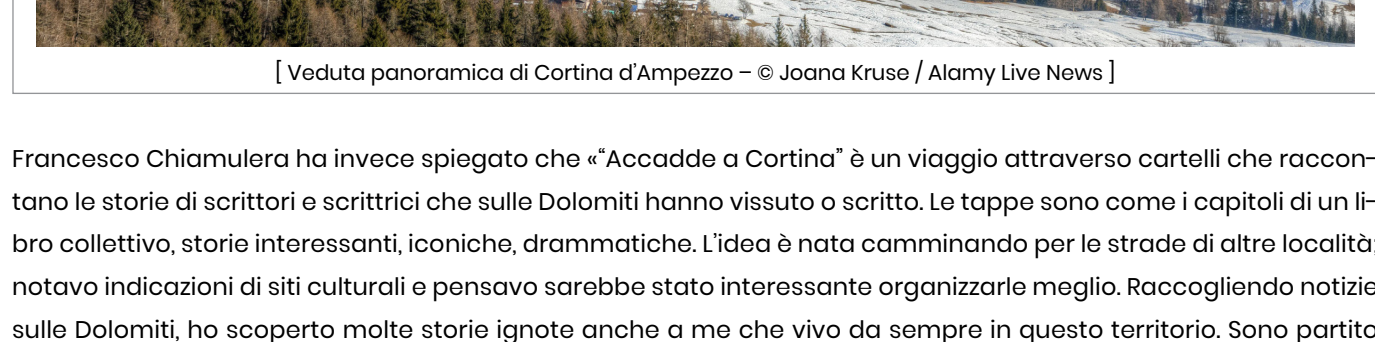 [ Veduta panoramica di Cortina d’Ampezzo – © Joana Kruse / Alamy Live News ]
Francesco Chiamulera ha invece spiegato che «“Accadde a Cortina” è un viaggio attraverso cartelli che raccon-
tano le storie di scrittori e scrittrici che sulle Dolomiti hanno vissuto o scritto. Le tappe sono come i capitoli di un li-
bro collettivo, storie interessanti, iconiche, drammatiche. L’idea è nata camminando per le strade di altre località;
notavo indicazioni di siti culturali e pensavo sarebbe stato interessante organizzarle meglio. Raccogliendo notizie
sulle Dolomiti, ho scoperto molte storie ignote anche a me che vivo da sempre in questo territorio. Sono partito